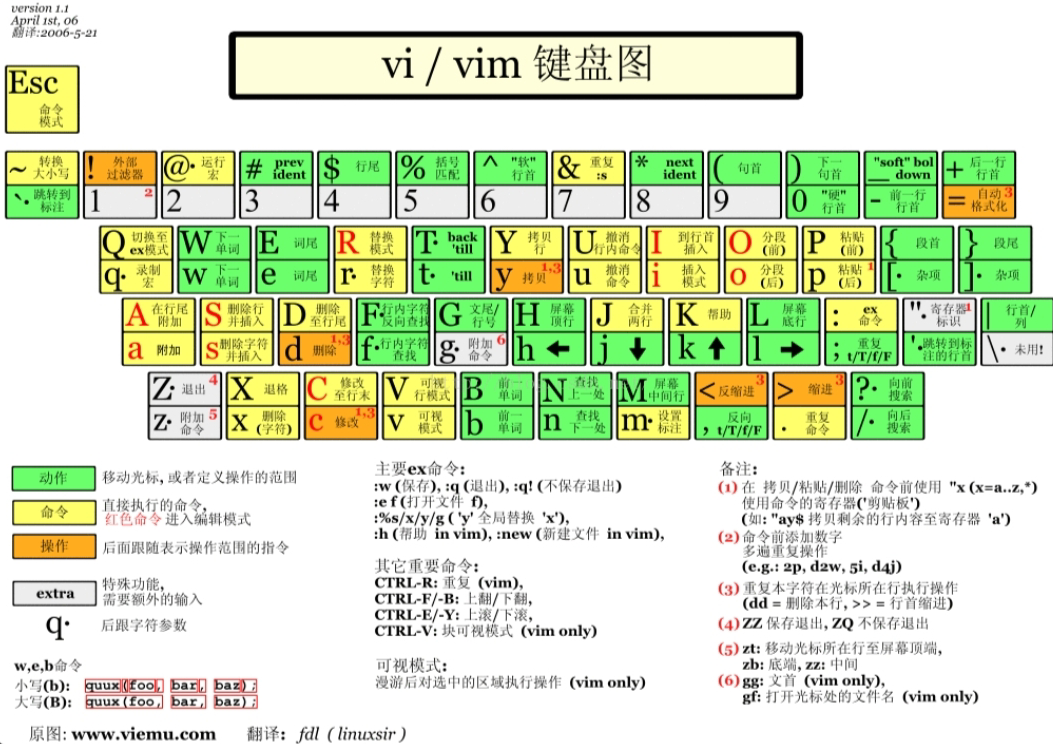 version 1.1
April 1st, 06
翻译:2006-5-21
vi / vim 键盘图
Esc
命令
模式
~ 转换
大小写
! 外部
过滤器
@· 运行
宏
# prev
ident
$ 行尾
% 括号
匹配
^ "软"
行首
& 重复
:s
* next
ident
( 句首
) 下一
句首
"soft" bol
_ down
+ 后一行
行首
`· 跳转到
标注
1 2
2
3
4
5
6
7
8
9
0 "硬"
行首
- 前一行
行首
= 自动 3
格式化
Q 切换至
ex模式
W 下一
单词
E 词尾
R 替换
模式
T· back
'till
Y 拷贝
行
U 撤消
行内命令
I 到行首
插入
O 分段
(前)
P 粘贴
(前)
{ 段首
} 段尾
q· 录制
宏
w 下一
单词
e 词尾
r· 替换
字符
t· 'till
y 拷贝 1,3
u 撤消
命令
i 插入
模式
o 分段
(后)
p 粘贴 1
(后)
[· 杂项
]· 杂项
A 在行尾
附加
S 删除行
并插入
D 删除
至行尾
F· 行内字符
反向查找
G 文尾/
行号
H 屏幕
顶行
J 合并
两行
K 帮助
L 屏幕
底行
: ex
命令
"· 寄存器 1
标识
| 行首/
列
a 附加
s 删除字符
并插入
d 删除 1,3
f· 行内字符
查找
g· 附加 6
命令
h ←
j ↓
k ↑
l →
; 重复
t/T/f/F
'· 跳转到标
注的行首
\· 未用!
Z· 退出 4
X 退格
C 修改
至行末
V 可视
行模式
B 前一
单词
N 查找
上一处
M 屏幕
中间行
< 反缩进 3
> 缩进 3
?· 向前
搜索
z· 附加 5
命令
x 删除
(字符)
c 修改 1,3
v 可视
模式
b 前一
单词
n 查找
下一处
m· 设置
标注
, 反向
t/T/f/F
. 重复
命令
/· 向后
搜索
动作 移动光标, 或者定义操作的范围
命令 直接执行的命令,
红色命令 进入编辑模式
操作 后面跟随表示操作范围的指令
extra 特殊功能,
需要额外的输入
q· 后跟字符参数
w,e,b命令
小写(b): quux(foo, bar, baz);
大写(B): quux(foo, bar, baz);
原图: www.viemu.com 翻译: fdl (linuxsir)
主要ex命令:
:w (保存), :q (退出), :q! (不保存退出)
:e f (打开文件 f),
:%s/x/y/g ( 'y' 全局替换 'x'),
:h (帮助 in vim), :new (新建文件 in vim),
其它重要命令:
CTRL-R: 重复 (vim),
CTRL-F/-B: 上翻/下翻,
CTRL-E/-Y: 上滚/下滚,
CTRL-V: 块可视模式 (vim only)
可视模式:
漫游后对选中的区域执行操作 (vim only)
备注:
(1) 在 拷贝/粘贴/删除 命令前使用 "x (x=a..z,*)
使用命令的寄存器('剪贴板')
(如: "ay$ 拷贝剩余的行内容至寄存器 'a')
(2) 命令前添加数字
多遍重复操作
(e.g.: 2p, d2w, 5i, d4j)
(3) 重复本字符在光标所在行执行操作
(dd = 删除本行, >> = 行首缩进)
(4) ZZ 保存退出, ZQ 不保存退出
(5) zt: 移动光标所在行至屏幕顶端,
zb: 底端, zz: 中间
(6) gg: 文首 (vim only),
gf: 打开光标处的文件名 (vim only)